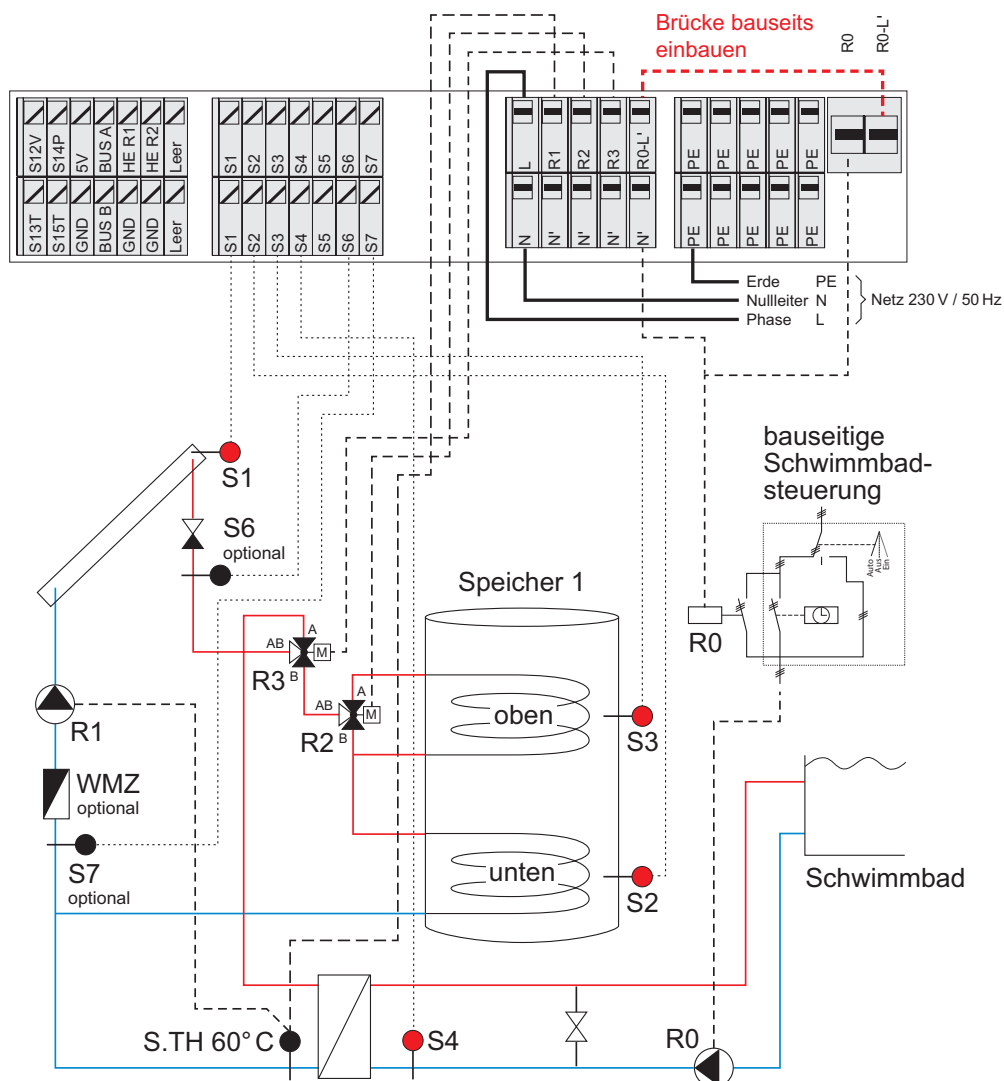 Brücke bauseits
einbauen
R0
R0-L'
S12V S14P 5V BUS A HE R1 HE R2 Leer
S1 S2 S3 S4 S5 S6 S7
L R1 R2 R3 R0-L'
PE PE PE PE PE
S13T S15T GND BUS B GND GND Leer
S1 S2 S3 S4 S5 S6 S7
N N' N' N' N'
PE PE PE PE PE
Erde PE
Nullleiter N
Phase L
Netz 230 V / 50 Hz
bauseitige
Schwimmbad-
steuerung
Auto
Aus
Ein
R0
S1
S6
optional
Speicher 1
A
AB
M
R3
B
A
AB
M
R2
B
oben
S3
R1
WMZ
optional
S7
optional
unten
S2
Schwimmbad
S.TH 60° C
S4
R0